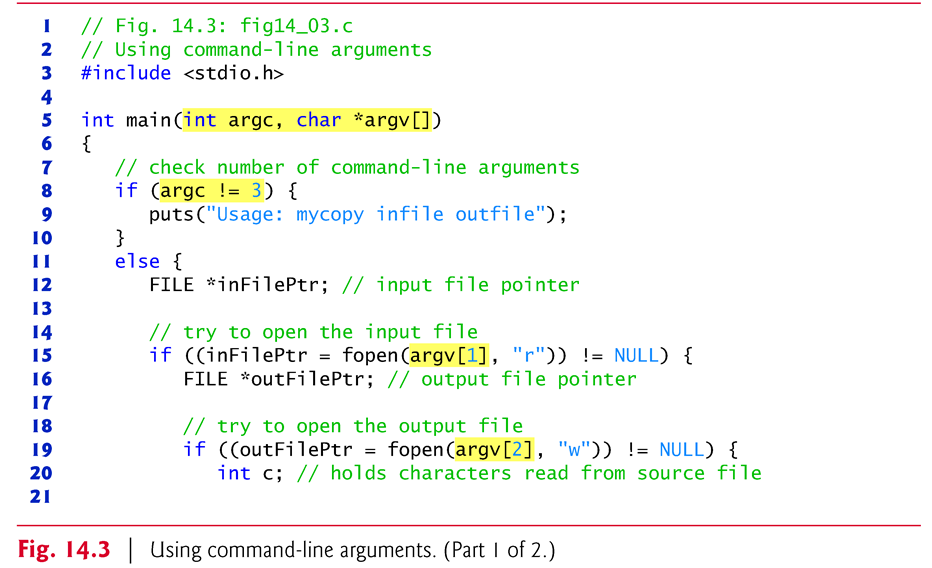 1 // Fig. 14.3: fig14_03.c
2 // Using command-line arguments
3 #include <stdio.h>
4
5 int main(int argc, char *argv[])
6 {
7    // check number of command-line arguments
8    if (argc != 3) {
9       puts("Usage: mycopy infile outfile");
10    }
11    else {
12       FILE *inFilePtr; // input file pointer
13
14       // try to open the input file
15       if ((inFilePtr = fopen(argv[1], "r")) != NULL) {
16          FILE *outFilePtr; // output file pointer
17
18          // try to open the output file
19          if ((outFilePtr = fopen(argv[2], "w")) != NULL) {
20             int c; // holds characters read from source file
21
Fig. 14.3 | Using command-line arguments. (Part 1 of 2.)